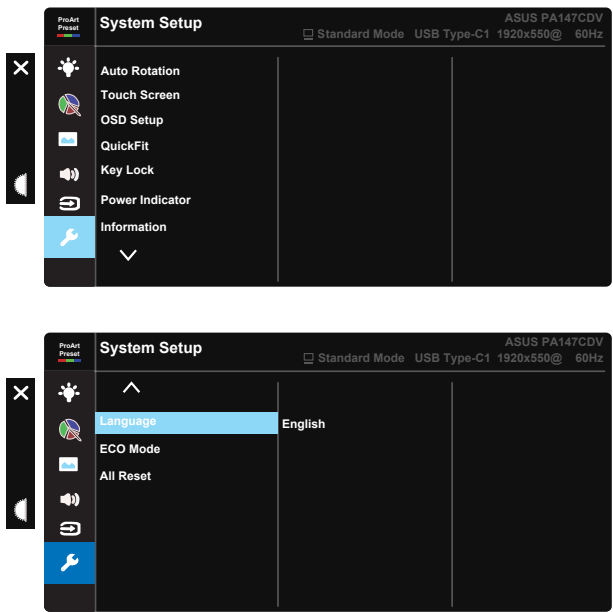 ProArt
Preset
System Setup
ASUS PA147CDV
Standard Mode USB Type-C1 1920x550@ 60Hz
Auto Rotation
Touch Screen
OSD Setup
QuickFit
Key Lock
Power Indicator
Information
ProArt
Preset
System Setup
ASUS PA147CDV
Standard Mode USB Type-C1 1920x550@ 60Hz
Language
English
ECO Mode
All Reset